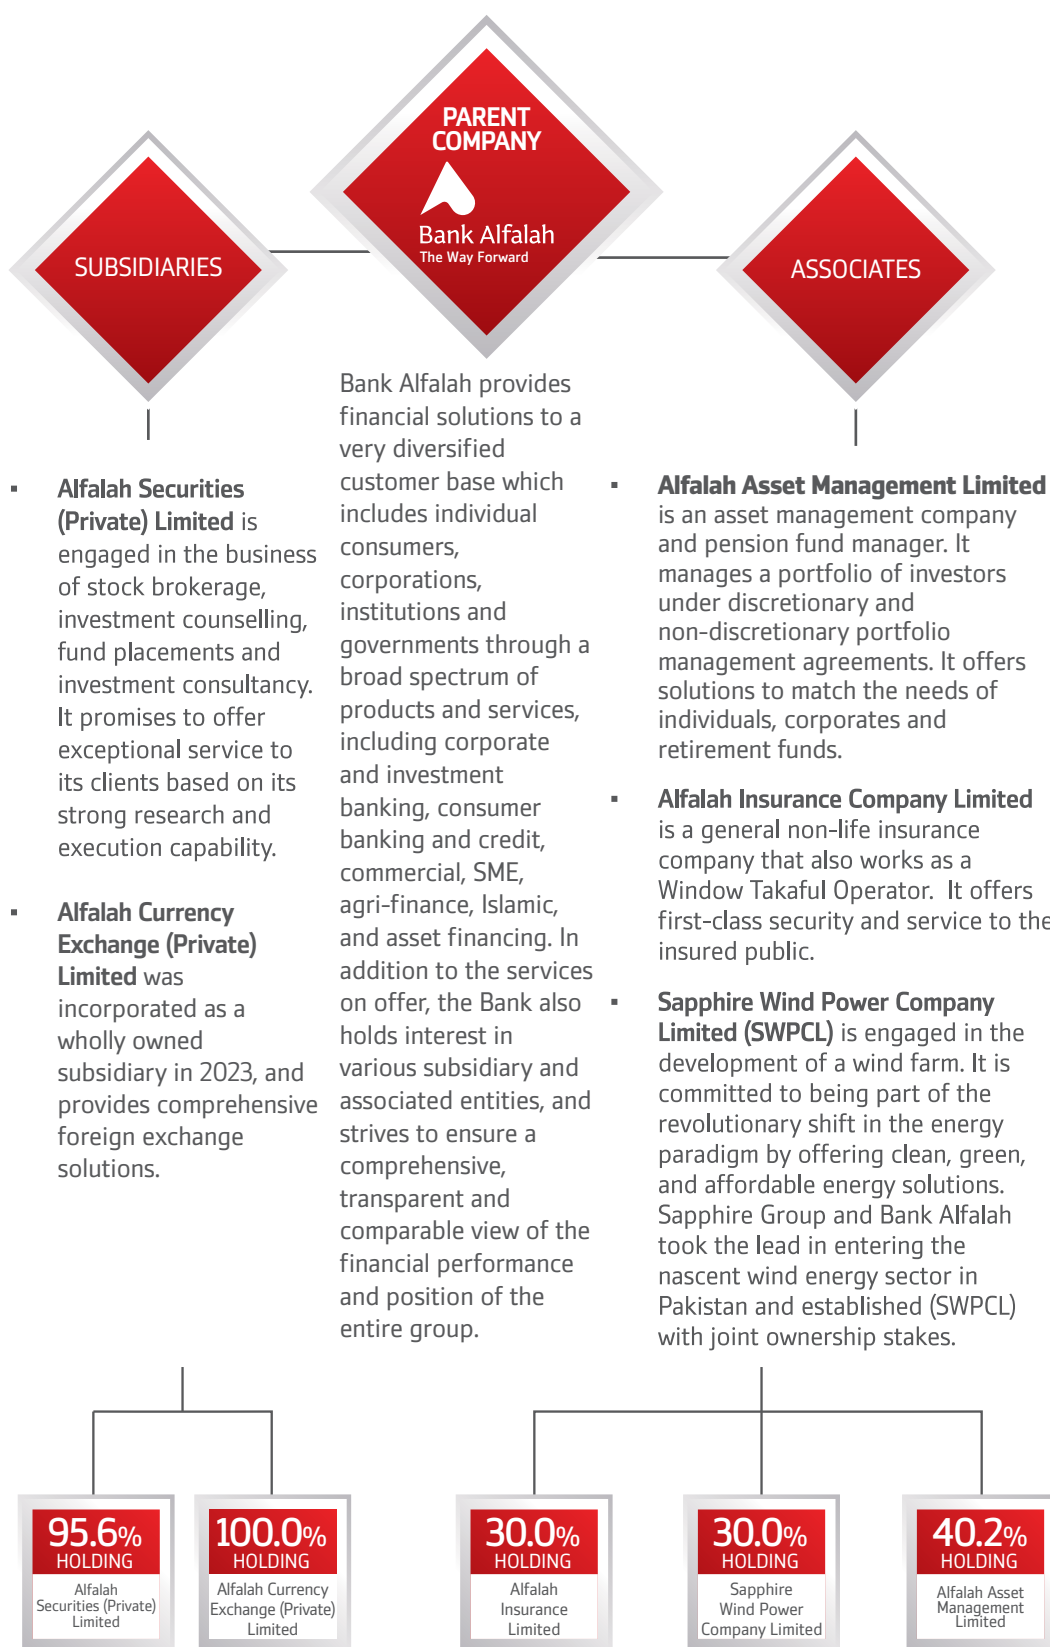 PARENT
COMPANY
Bank Alfalah
The Way Forward
SUBSIDIARIES
ASSOCIATES
▪ Alfalah Securities
(Private) Limited is
engaged in the business
of stock brokerage,
investment counselling,
fund placements and
investment consultancy.
It promises to offer
exceptional service to
its clients based on its
strong research and
execution capability.
▪ Alfalah Currency
Exchange (Private)
Limited was
incorporated as a
wholly owned
subsidiary in 2023, and
provides comprehensive
foreign exchange
solutions.
Bank Alfalah provides
financial solutions to a
very diversified
customer base which
includes individual
consumers,
corporations,
institutions and
governments through a
broad spectrum of
products and services,
including corporate
and investment
banking, consumer
banking and credit,
commercial, SME,
agri-finance, Islamic,
and asset financing. In
addition to the services
on offer, the Bank also
holds interest in
various subsidiary and
associated entities, and
strives to ensure a
comprehensive,
transparent and
comparable view of the
financial performance
and position of the
entire group.
▪ Alfalah Asset Management Limited
is an asset management company
and pension fund manager. It
manages a portfolio of investors
under discretionary and
non-discretionary portfolio
management agreements. It offers
solutions to match the needs of
individuals, corporates and
retirement funds.
▪ Alfalah Insurance Company Limited
is a general non-life insurance
company that also works as a
Window Takaful Operator. It offers
first-class security and service to the
insured public.
▪ Sapphire Wind Power Company
Limited (SWPCL) is engaged in the
development of a wind farm. It is
committed to being part of the
revolutionary shift in the energy
paradigm by offering clean, green,
and affordable energy solutions.
Sapphire Group and Bank Alfalah
took the lead in entering the
nascent wind energy sector in
Pakistan and established (SWPCL)
with joint ownership stakes.
95.6%
HOLDING
Alfalah
Securities (Private)
Limited
100.0%
HOLDING
Alfalah Currency
Exchange (Private)
Limited
30.0%
HOLDING
Alfalah
Insurance
Limited
30.0%
HOLDING
Sapphire
Wind Power
Company Limited
40.2%
HOLDING
Alfalah Asset
Management
Limited